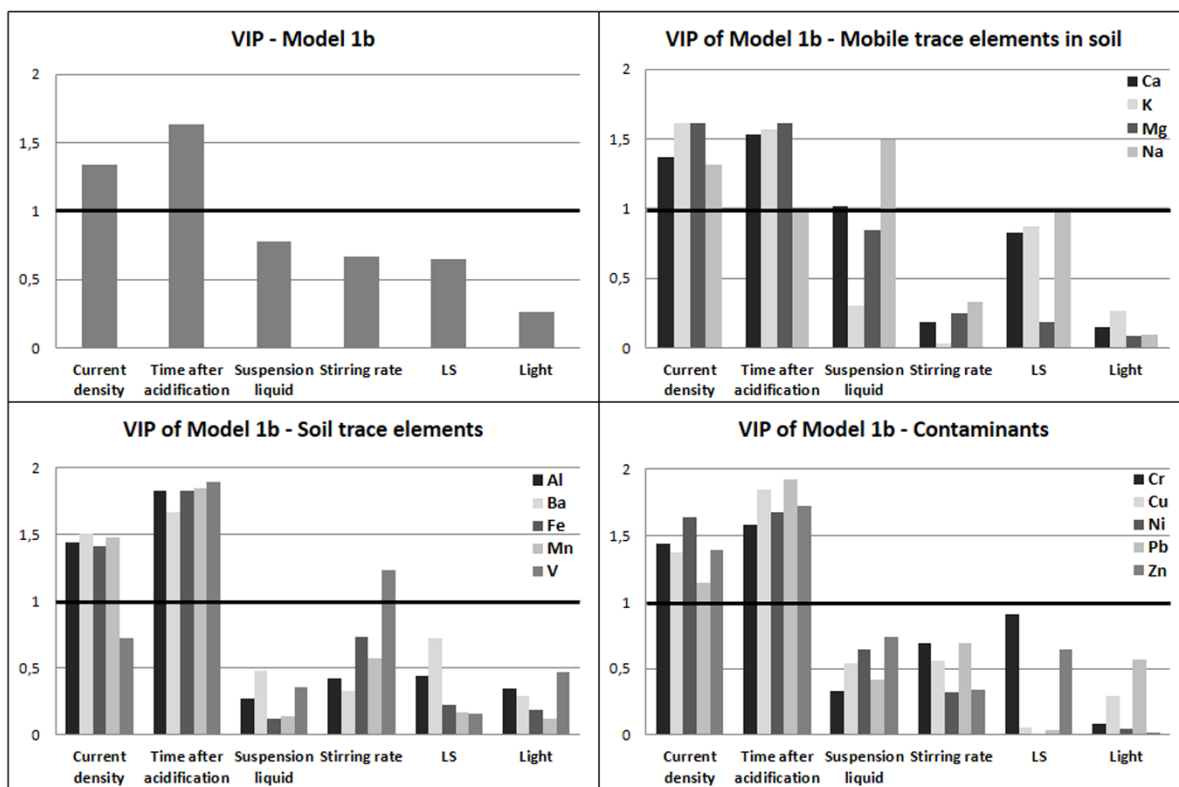 VIP - Model 1b
2
1,5
1
0,5
0
Current density
Time after acidification
Suspension liquid
Stirring rate
LS
Light
VIP of Model 1b - Mobile trace elements in soil
2
1,5
1
0,5
0
Ca
K
Mg
Na
Current density
Time after acidification
Suspension liquid
Stirring rate
LS
Light
VIP of Model 1b - Soil trace elements
2
1,5
1
0,5
0
Al
Ba
Fe
Mn
V
Current density
Time after acidification
Suspension liquid
Stirring rate
LS
Light
VIP of Model 1b - Contaminants
2
1,5
1
0,5
0
Cr
Cu
Ni
Pb
Zn
Current density
Time after acidification
Suspension liquid
Stirring rate
LS
Light